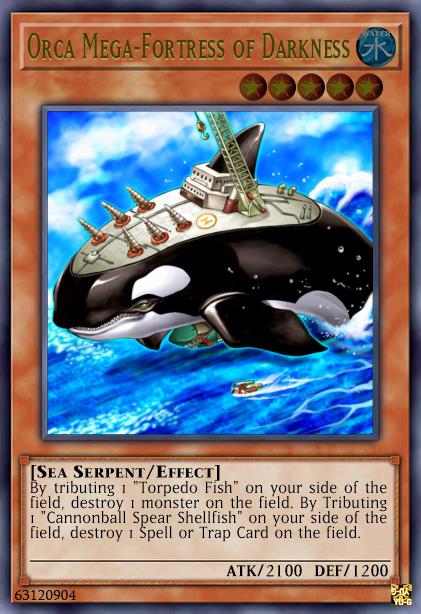 Orca Mega-Fortress of Darkness
WATER
水
[Sea Serpent/Effect]
By tributing 1 "Torpedo Fish" on your side of the
field, destroy 1 monster on the field. By Tributing
1 "Cannonball Spear Shellfish" on your side of the
field, destroy 1 Spell or Trap Card on the field.
ATK/2100 DEF/1200
63120904